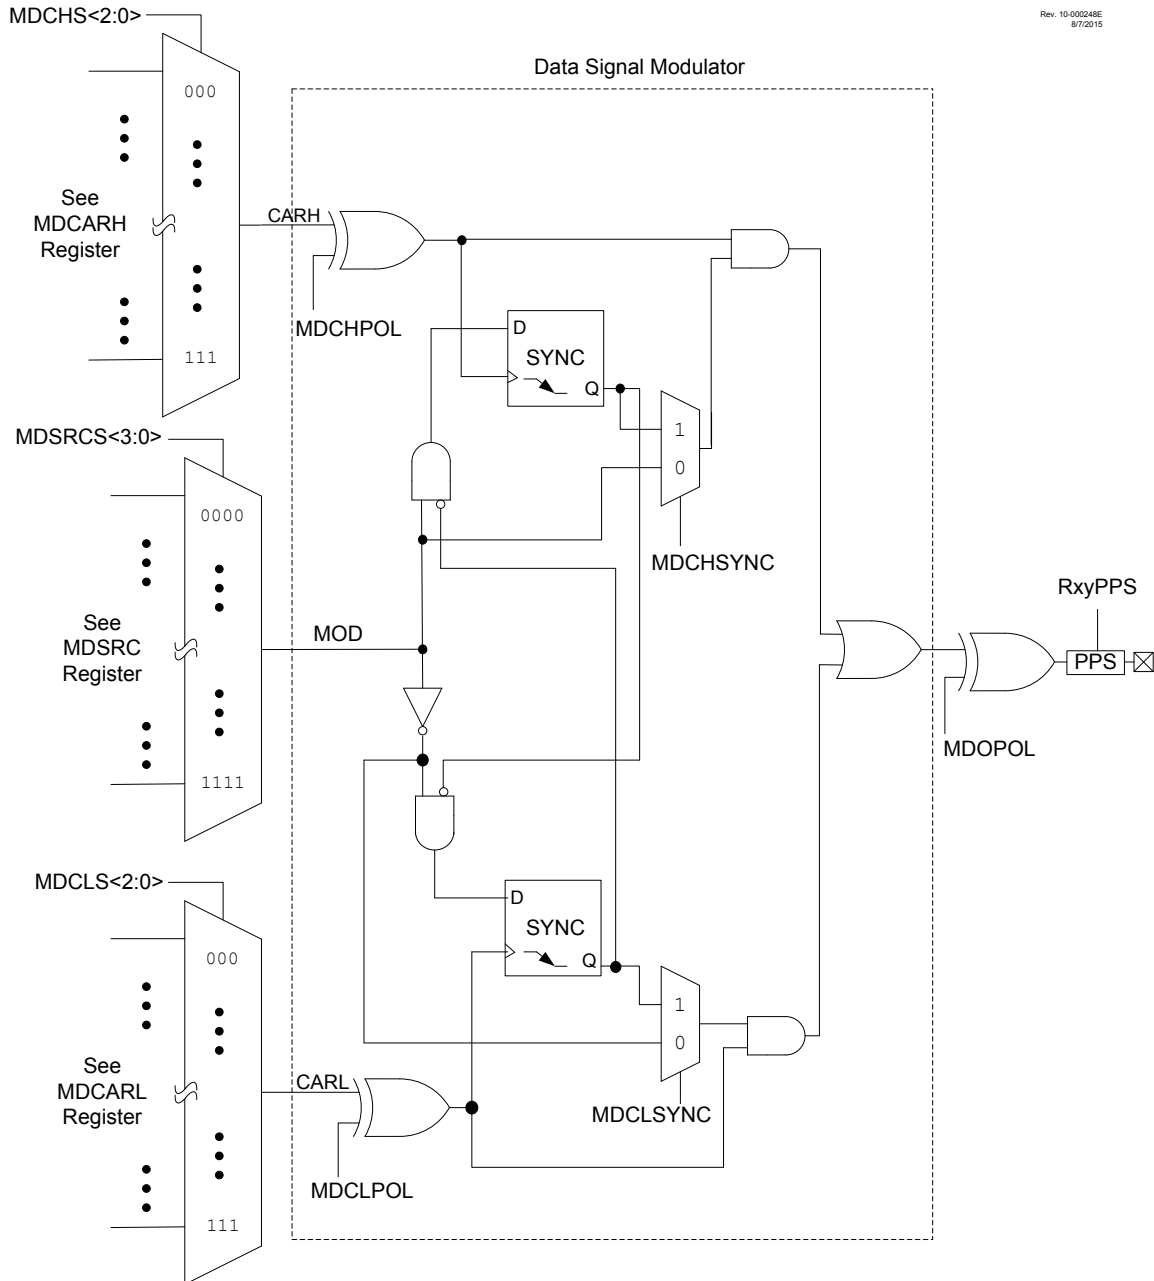 MDCHS<2:0>
Rev. 10-000248E
8/7/2015
Data Signal Modulator
000
See
MDCARH
Register
111
CARH
MDCHPOL
D
SYNC
Q
1
0
MDCHSYNC
MDSRCS<3:0>
0000
See
MDSRC
Register
1111
MOD
RxyPPS
PPS
MDOPOL
MDCLS<2:0>
000
See
MDCARL
Register
111
CARL
MDCLPOL
D
SYNC
Q
1
0
MDCLSYNC